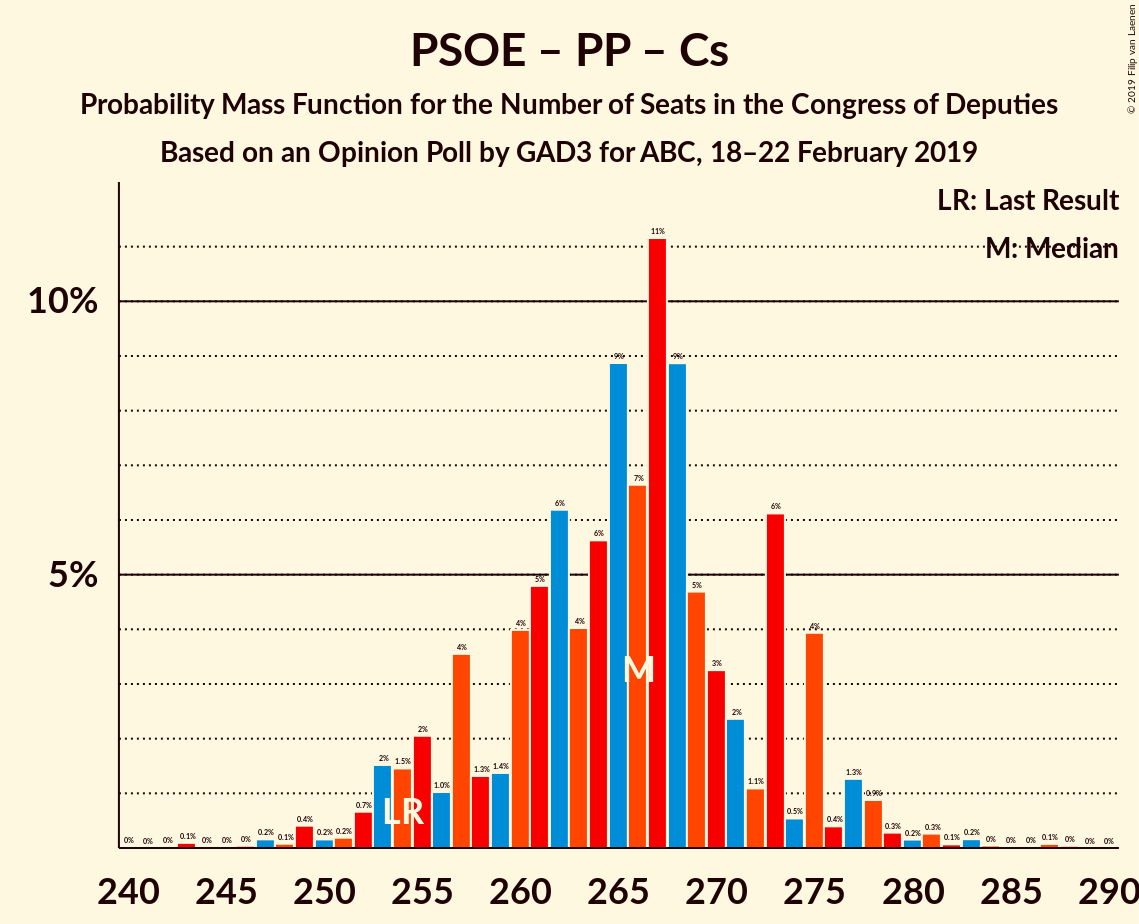 PSOE – PP – Cs
Probability Mass Function for the Number of Seats in the Congress of Deputies
Based on an Opinion Poll by GAD3 for ABC, 18–22 February 2019
© 2019 Filip van Laenen
LR: Last Result
M: Median
10%
5%
0% 0% 0% 0.1% 0% 0% 0% 0.2% 0.1% 0.4% 0.2% 0.2% 0.7% 2% 1.5% 2% 1.0% 4% 1.3% 1.4% 4% 5% 6% 4% 6% 9% 7% 11% 9% 5% 3% 2% 1.1% 6% 0.5% 4% 0.4% 1.3% 0.9% 0.3% 0.2% 0.3% 0.1% 0.2% 0% 0% 0% 0.1% 0% 0% 0%
M
LR
240 245 250 255 260 265 270 275 280 285 290